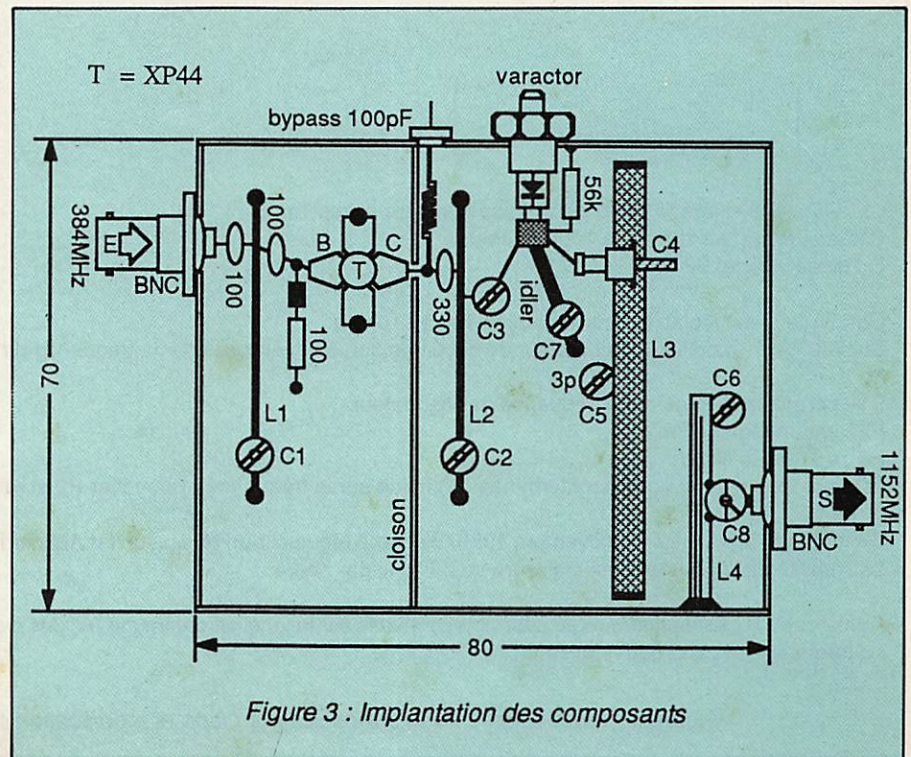 T = XP44
varactor
bypass 100pF
384MHz
E
BNC
100
1000
B
T
C
100
330
56k
C4
C3
idler
C7
L3
3p
C5
C6
L1
L2
C1
C2
70
cloison
S
C8
BNC
1152MHz
L4
80
Figure 3 : Implantation des composants